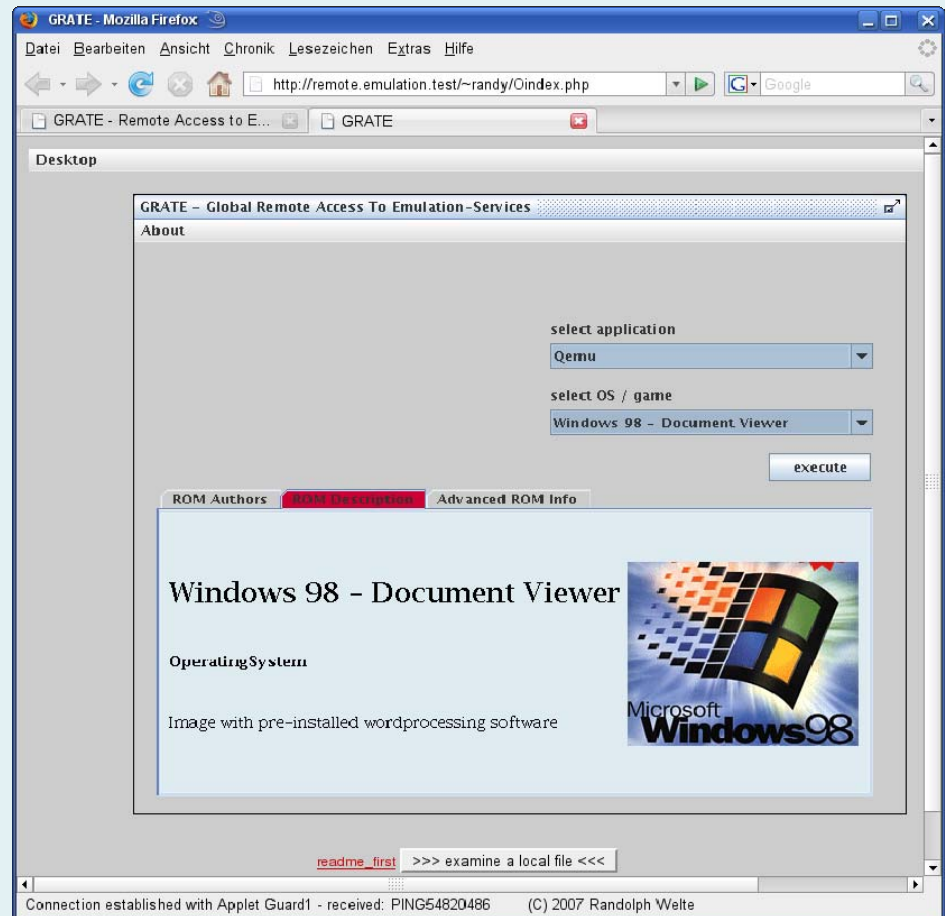 GRATE - Mozilla Firefox
Datei Bearbeiten Ansicht Chronik Lesezeichen Extras Hilfe
http://remote.emulation.test/~randy/Oindex.php G Google
GRATE - Remote Access to E... GRATE
Desktop
GRATE - Global Remote Access To Emulation-Services
About
select application
Qemu
select OS / game
Windows 98 - Document Viewer
execute
ROM Authors ROM Description Advanced ROM Info
Windows 98 - Document Viewer
OperatingSystem
Image with pre-installed wordprocessing software
Microsoft
Windows98
readme_first >>> examine a local file <<<
Connection established with Applet Guard1 - received: PING54820486 (C) 2007 Randolph Welte